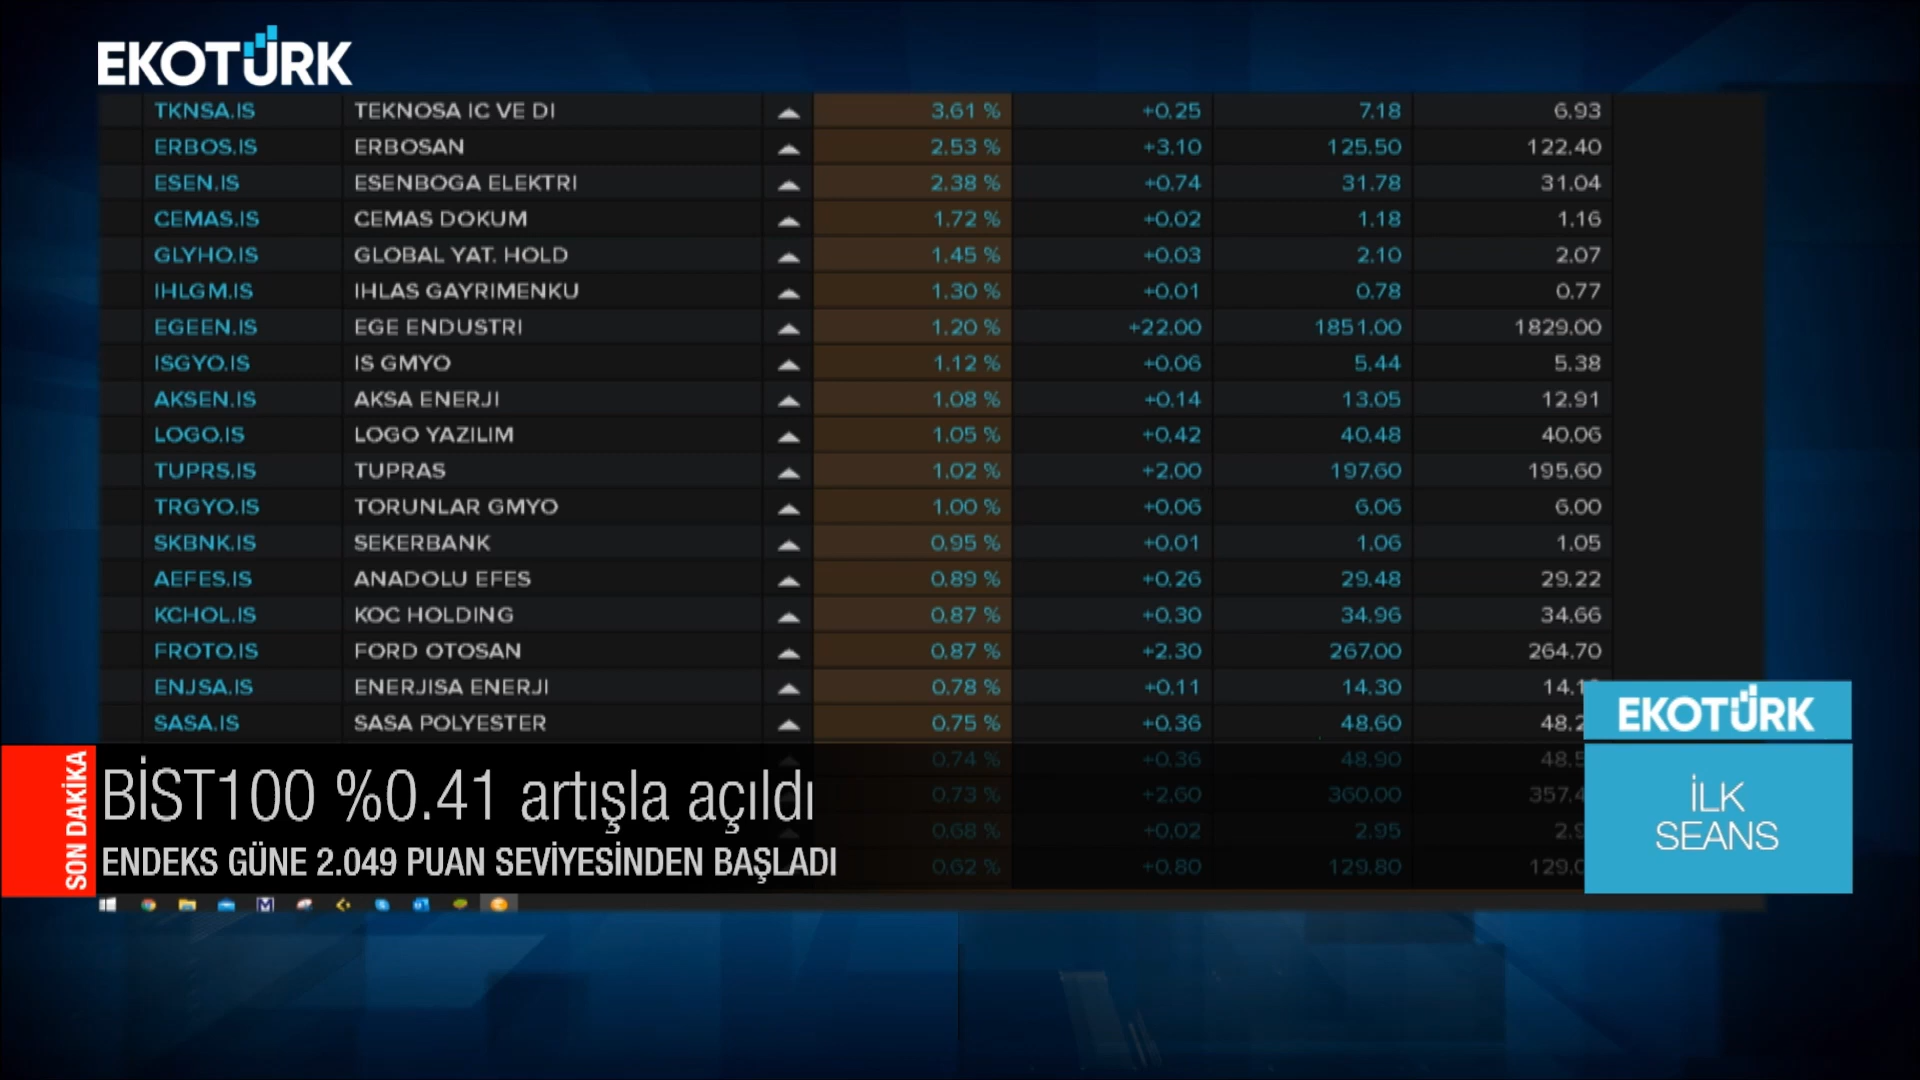 EKOTÜRK
TKNSA.IS TEKNOSA IC VE DI 3.61 % +0.25 7.18 6.93
ERBOS.IS ERBOSAN 2.53 % +3.10 125.50 122.40
ESEN.IS ESENBOGA ELEKTRI 2.38 % +0.74 31.78 31.04
CEMAS.IS CEMAS DOKUM 1.72 % +0.02 1.18 1.16
GLYHO.IS GLOBAL YAT. HOLD 1.45 % +0.03 2.10 2.07
IHLGM.IS IHLAS GAYRIMENKU 1.30 % +0.01 0.78 0.77
EGEEN.IS EGE ENDUSTRI 1.20 % +22.00 1851.00 1829.00
ISGYO.IS IS GMYO 1.12 % +0.06 5.44 5.38
AKSEN.IS AKSA ENERJI 1.08 % +0.14 13.05 12.91
LOGO.IS LOGO YAZILIM 1.05 % +0.42 40.48 40.06
TUPRS.IS TUPRAS 1.02 % +2.00 197.60 195.60
TRGYO.IS TORUNLAR GMYO 1.00 % +0.06 6.06 6.00
SKBNK.IS SEKERBANK 0.95 % +0.01 1.06 1.05
AEFES.IS ANADOLU EFES 0.89 % +0.26 29.48 29.22
KCHOL.IS KOC HOLDING 0.87 % +0.30 34.96 34.66
FROTO.IS FORD OTOSAN 0.87 % +2.30 267.00 264.70
ENJSA.IS ENERJISA ENERJI 0.78 % +0.11 14.30
SASA.IS SASA POLYESTER 0.75 % +0.36 48.60
0.74 % +0.36 48.90
0.73 % +2.60 360.00
0.68 % +0.02 2.95
0.62 % +0.80 129.80
SON DAKİKA
BİST100 %0.41 artışla açıldı
ENDEKS GÜNE 2.049 PUAN SEVİYESİNDEN BAŞLADI
EKOTÜRK
İLK
SEANS